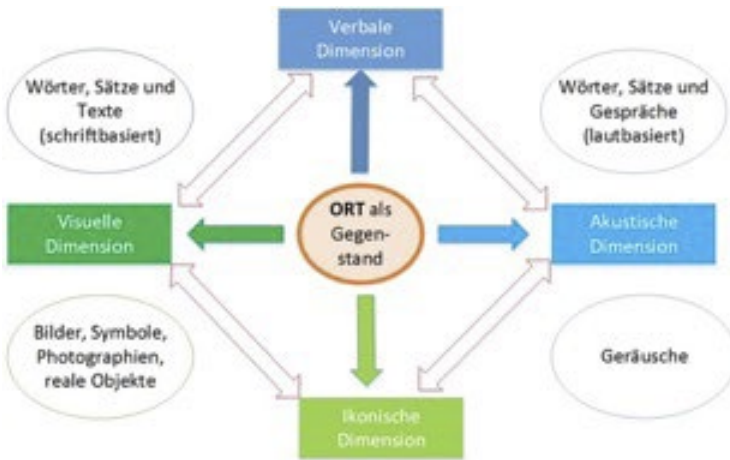 Verbale
Dimension
Wörter, Sätze und
Texte
(schriftbasiert)
Wörter, Sätze und
Gespräche
(lautbasiert)
Visuelle
Dimension
ORT als
Gegen-
stand
Akustische
Dimension
Bilder, Symbole,
Photographien,
reale Objekte
Geräusche
Ikonische
Dimension